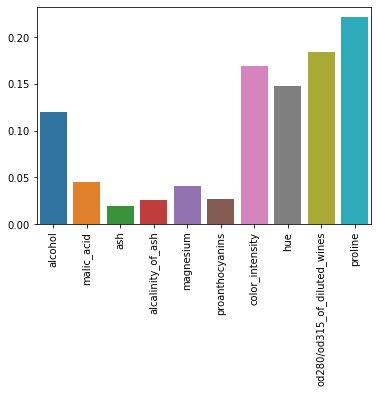 0.20
0.15
0.10
0.05
0.00
alcohol
malic_acid
ash
alcalinity_of_ash
magnesium
proanthocyanins
color_intensity
hue
od280/od315_of_diluted_wines
proline